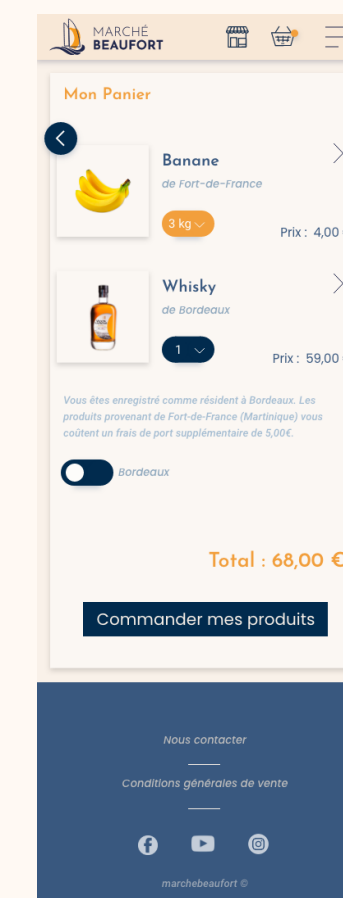 MARCHÉ
BEAUFORT
Mon Panier
Banane
de Fort-de-France
3 kg
Prix : 4,00
Whisky
de Bordeaux
1
Prix : 59,00
Vous êtes enregistré comme résident à Bordeaux. Les
produits provenant de Fort-de-France (Martinique) vous
coûtent un frais de port supplémentaire de 5,00€.
Bordeaux
Total : 68,00 €
Commander mes produits
Nous contacter
Conditions générales de vente
marchebeaufort ©